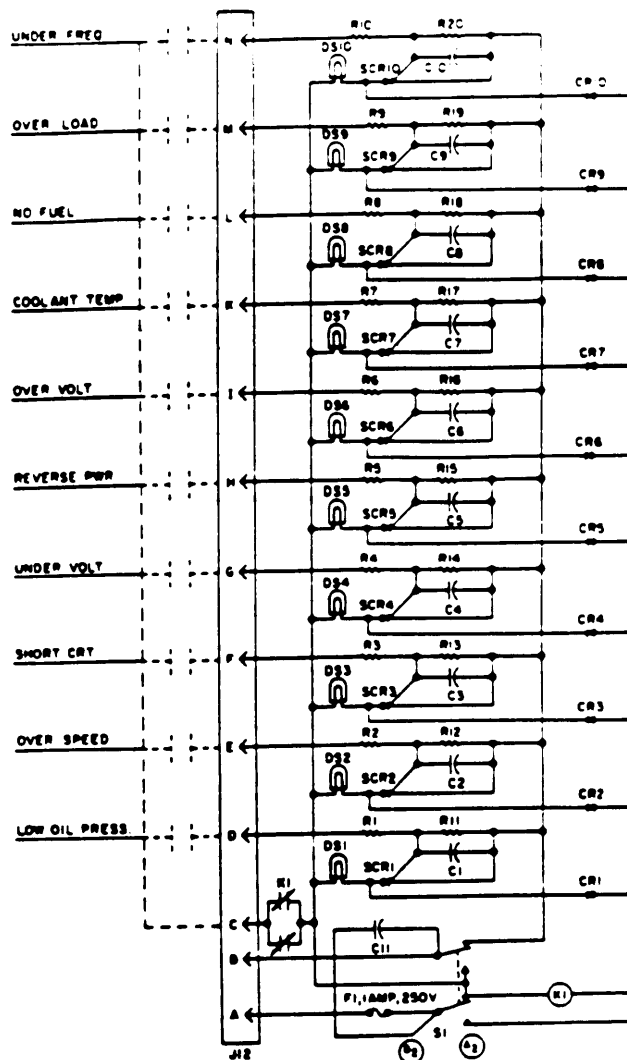 R10 R20
UNDER FREQ N
DS10 SCR10 C10
CR10
R9 R19
OVER LOAD M
DS9 SCR9 C9
CR9
R8 R18
NO FUEL L
DS8 SCR8 C8
CR8
R7 R17
COOLANT TEMP K
DS7 SCR7 C7
CR7
R6 R16
OVER VOLT I
DS6 SCR6 C6
CR6
R5 R15
REVERSE PWR H
DS5 SCR5 C5
CR5
R4 R14
UNDER VOLT G
DS4 SCR4 C4
CR4
R3 R13
SHORT CRT F
DS3 SCR3 C3
CR3
R2 R12
OVER SPEED E
DS2 SCR2 C2
CR2
R1 R11
LOW OIL PRESS. D
DS1 SCR1 C1
CR1
K1
C
C11
B
F1, 1AMP, 250V K1
A
S1
J12 B2 A2